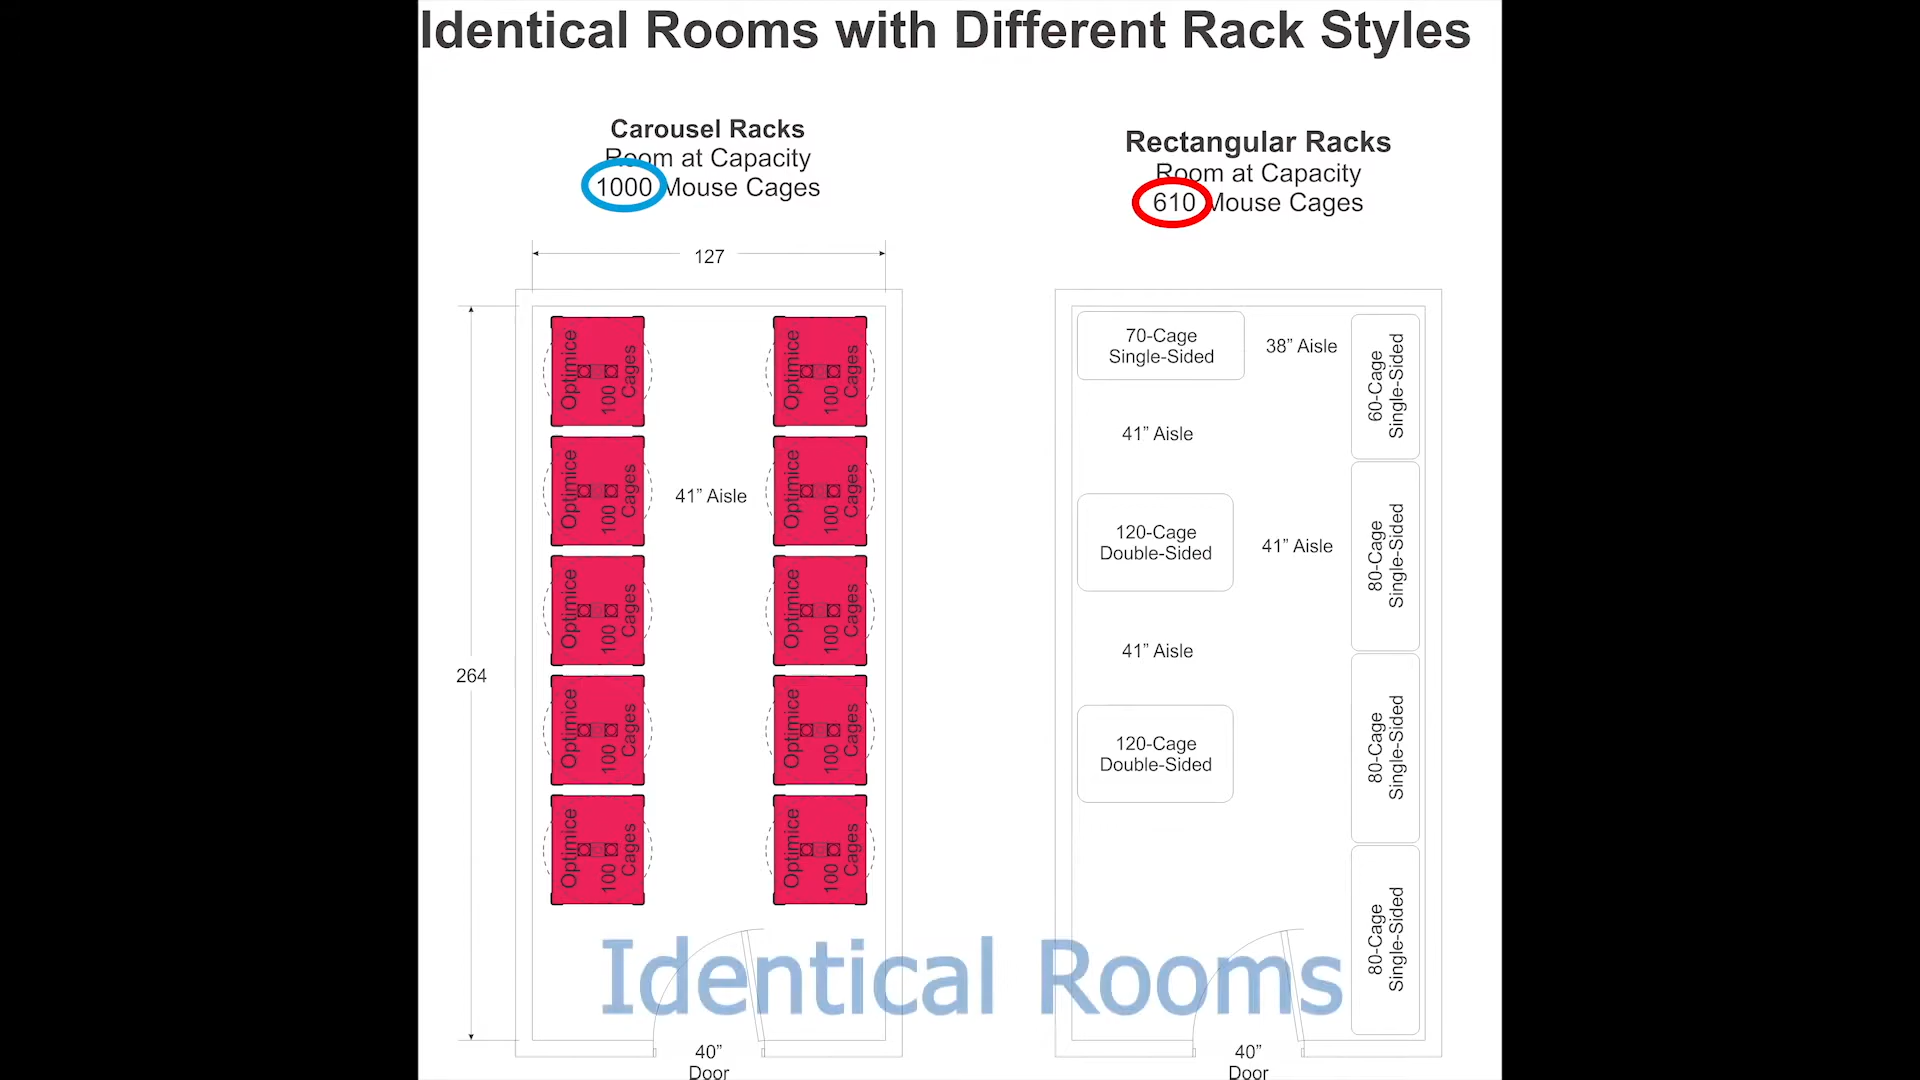 Identical Rooms with Different Rack Styles
Carousel Racks
Room at Capacity
1000 Mouse Cages
127
264
Optimice
100
Cages
Optimice
100
Cages
Optimice
100
Cages
Optimice
100
Cages
41” Aisle
Optimice
100
Cages
Optimice
100
Cages
Optimice
100
Cages
Optimice
100
Cages
Optimice
100
Cages
Optimice
100
Cages
40”
Door
Rectangular Racks
Room at Capacity
610 Mouse Cages
70-Cage
Single-Sided
38” Aisle
60-Cage
Single-Sided
41” Aisle
120-Cage
Double-Sided
41” Aisle
80-Cage
Single-Sided
41” Aisle
120-Cage
Double-Sided
80-Cage
Single-Sided
80-Cage
Single-Sided
40”
Door
Identical Rooms